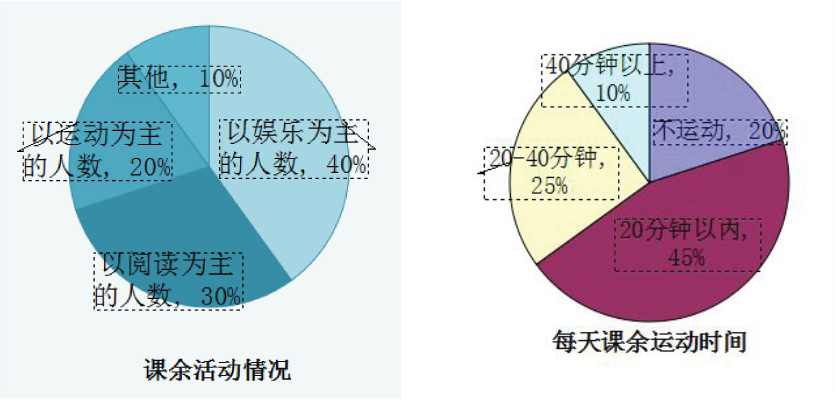 其他, 10%
以运动为主
的人数, 20%
以娱乐为主
的人数, 40%
以阅读为主
的人数, 30%
课余活动情况
40分钟以上,
10%
不运动, 20%
20-40分钟,
25%
20分钟以内,
45%
每天课余运动时间